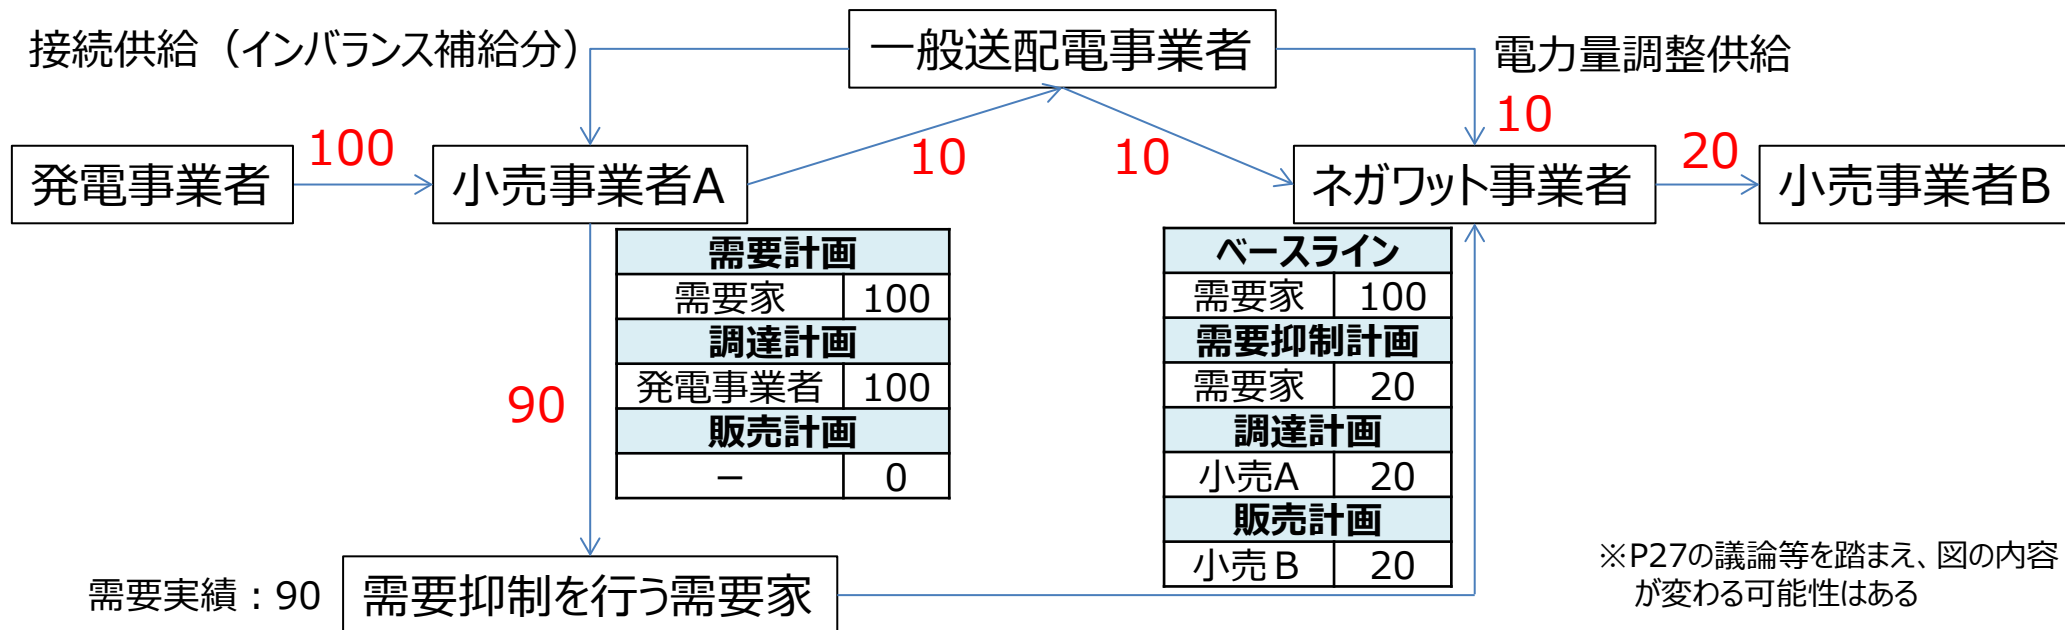 接続供給（インバランス補給分）
一般送配電事業者
電力量調整供給
発電事業者
100
小売事業者A
10
10
10
ネガワット事業者
20
小売事業者B
90
需要計画
需要家 100
調達計画
発電事業者 100
販売計画
－ 0
ベースライン
需要家 100
需要抑制計画
需要家 20
調達計画
小売A 20
販売計画
小売Ｂ 20
需要実績：90
需要抑制を行う需要家
※P27の議論等を踏まえ、図の内容
が変わる可能性はある